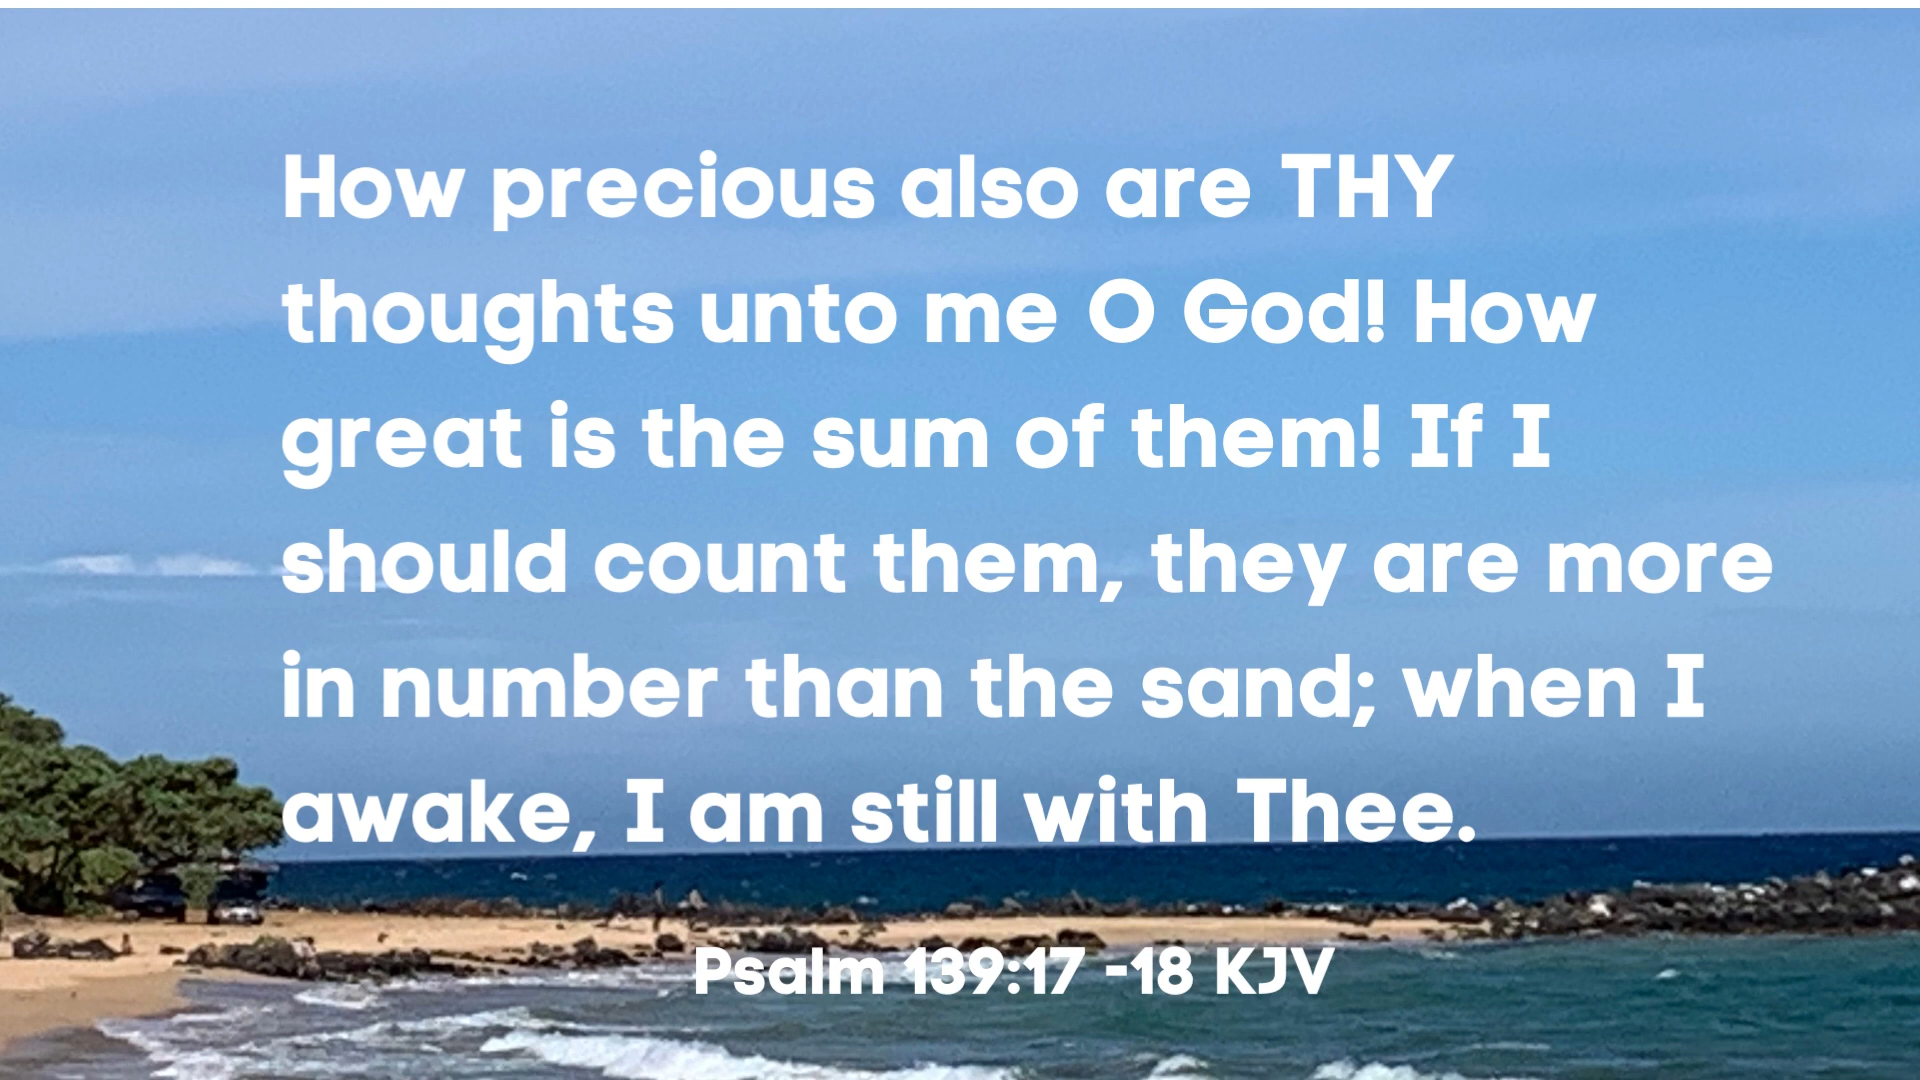 How precious also are THY
thoughts unto me O God! How
great is the sum of them! If I
should count them, they are more
in number than the sand; when I
awake, I am still with Thee.
Psalm 139:17 -18 KJV